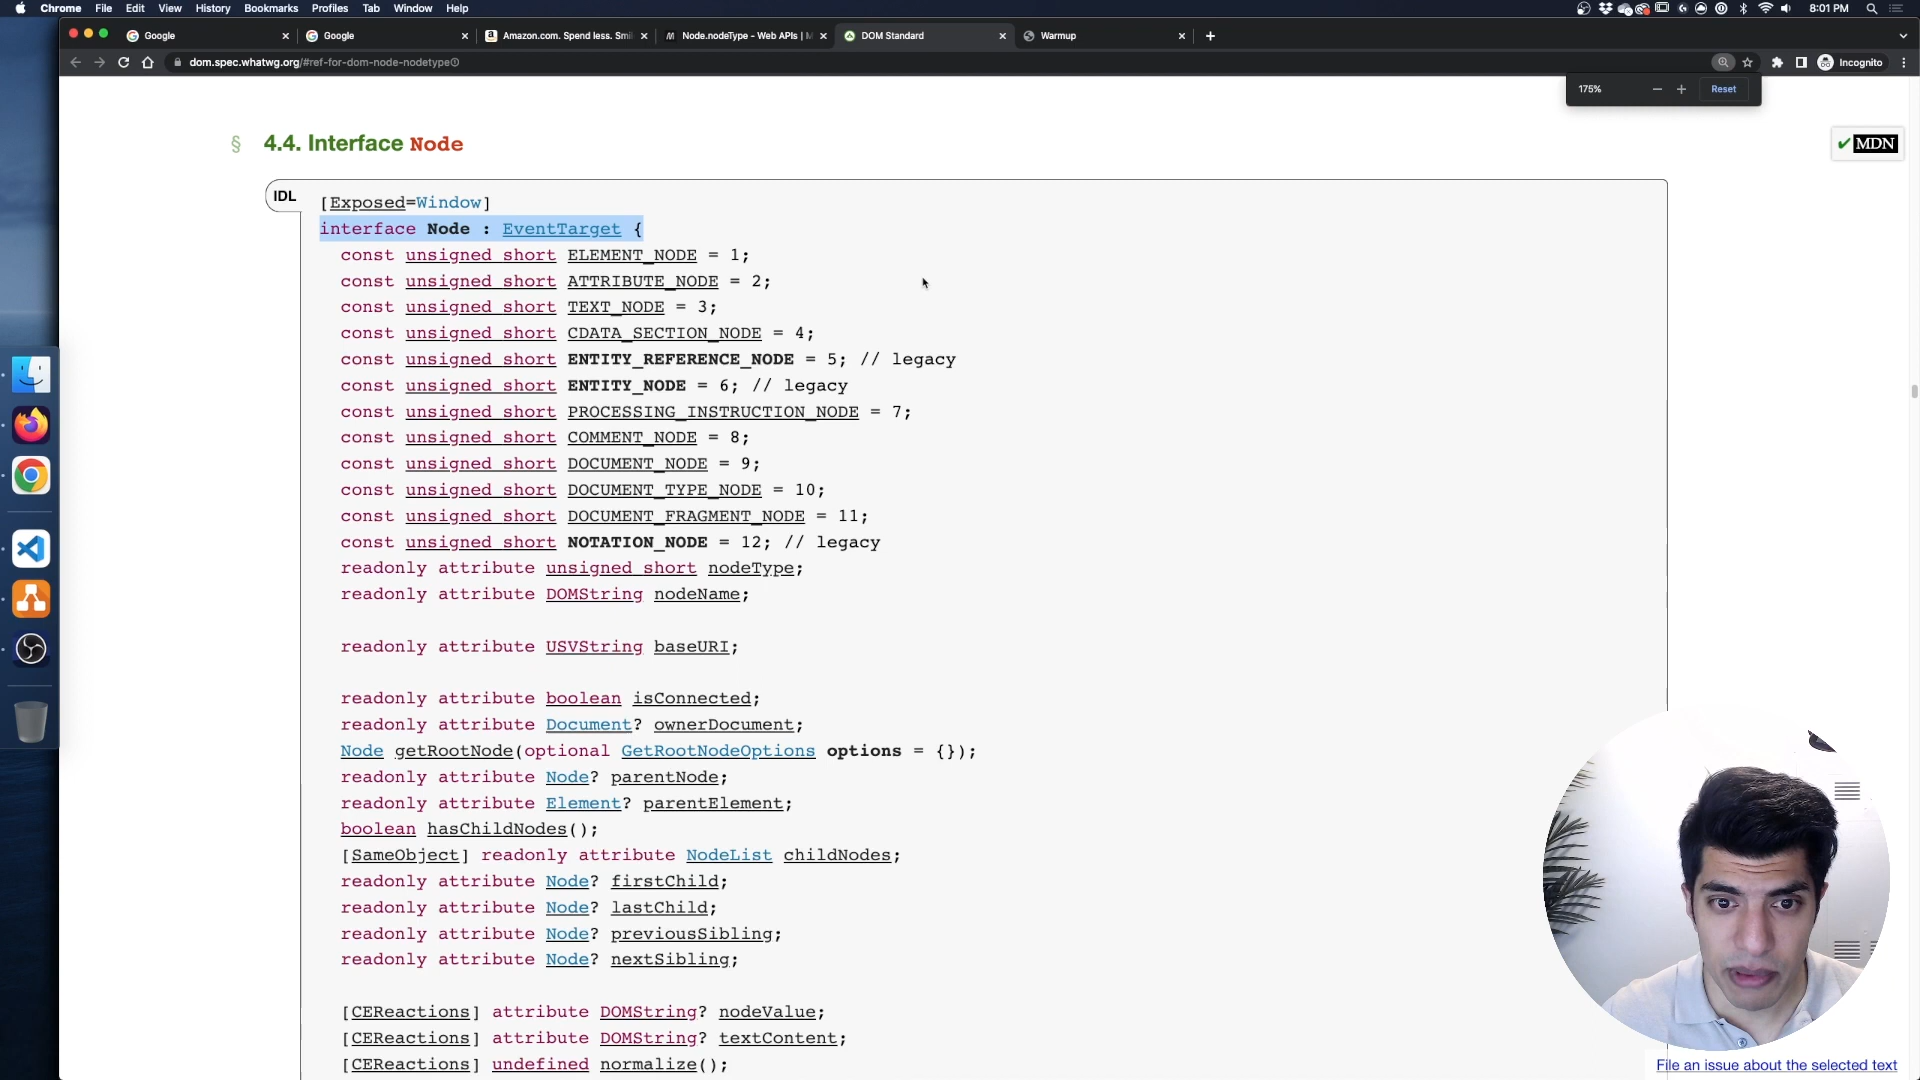 Chrome File Edit View History Bookmarks Profiles Tab Window Help 8:01 PM
Google Google Amazon.com. Spend less. Smi Node.nodeType - Web APIs | M DOM Standard Warmup
dom.spec.whatwg.org/#ref-for-dom-node-nodetype① Incognito
175% Reset
§ 4.4. Interface Node
MDN
IDL
[Exposed=Window]
interface Node : EventTarget {
const unsigned short ELEMENT_NODE = 1;
const unsigned short ATTRIBUTE_NODE = 2;
const unsigned short TEXT_NODE = 3;
const unsigned short CDATA_SECTION_NODE = 4;
const unsigned short ENTITY_REFERENCE_NODE = 5; // legacy
const unsigned short ENTITY_NODE = 6; // legacy
const unsigned short PROCESSING_INSTRUCTION_NODE = 7;
const unsigned short COMMENT_NODE = 8;
const unsigned short DOCUMENT_NODE = 9;
const unsigned short DOCUMENT_TYPE_NODE = 10;
const unsigned short DOCUMENT_FRAGMENT_NODE = 11;
const unsigned short NOTATION_NODE = 12; // legacy
readonly attribute unsigned short nodeType;
readonly attribute DOMString nodeName;
readonly attribute USVString baseURI;
readonly attribute boolean isConnected;
readonly attribute Document? ownerDocument;
Node getRootNode(optional GetRootNodeOptions options = {});
readonly attribute Node? parentNode;
readonly attribute Element? parentElement;
boolean hasChildNodes();
[SameObject] readonly attribute NodeList childNodes;
readonly attribute Node? firstChild;
readonly attribute Node? lastChild;
readonly attribute Node? previousSibling;
readonly attribute Node? nextSibling;
[CEReactions] attribute DOMString? nodeValue;
[CEReactions] attribute DOMString? textContent;
[CEReactions] undefined normalize();
File an issue about the selected text